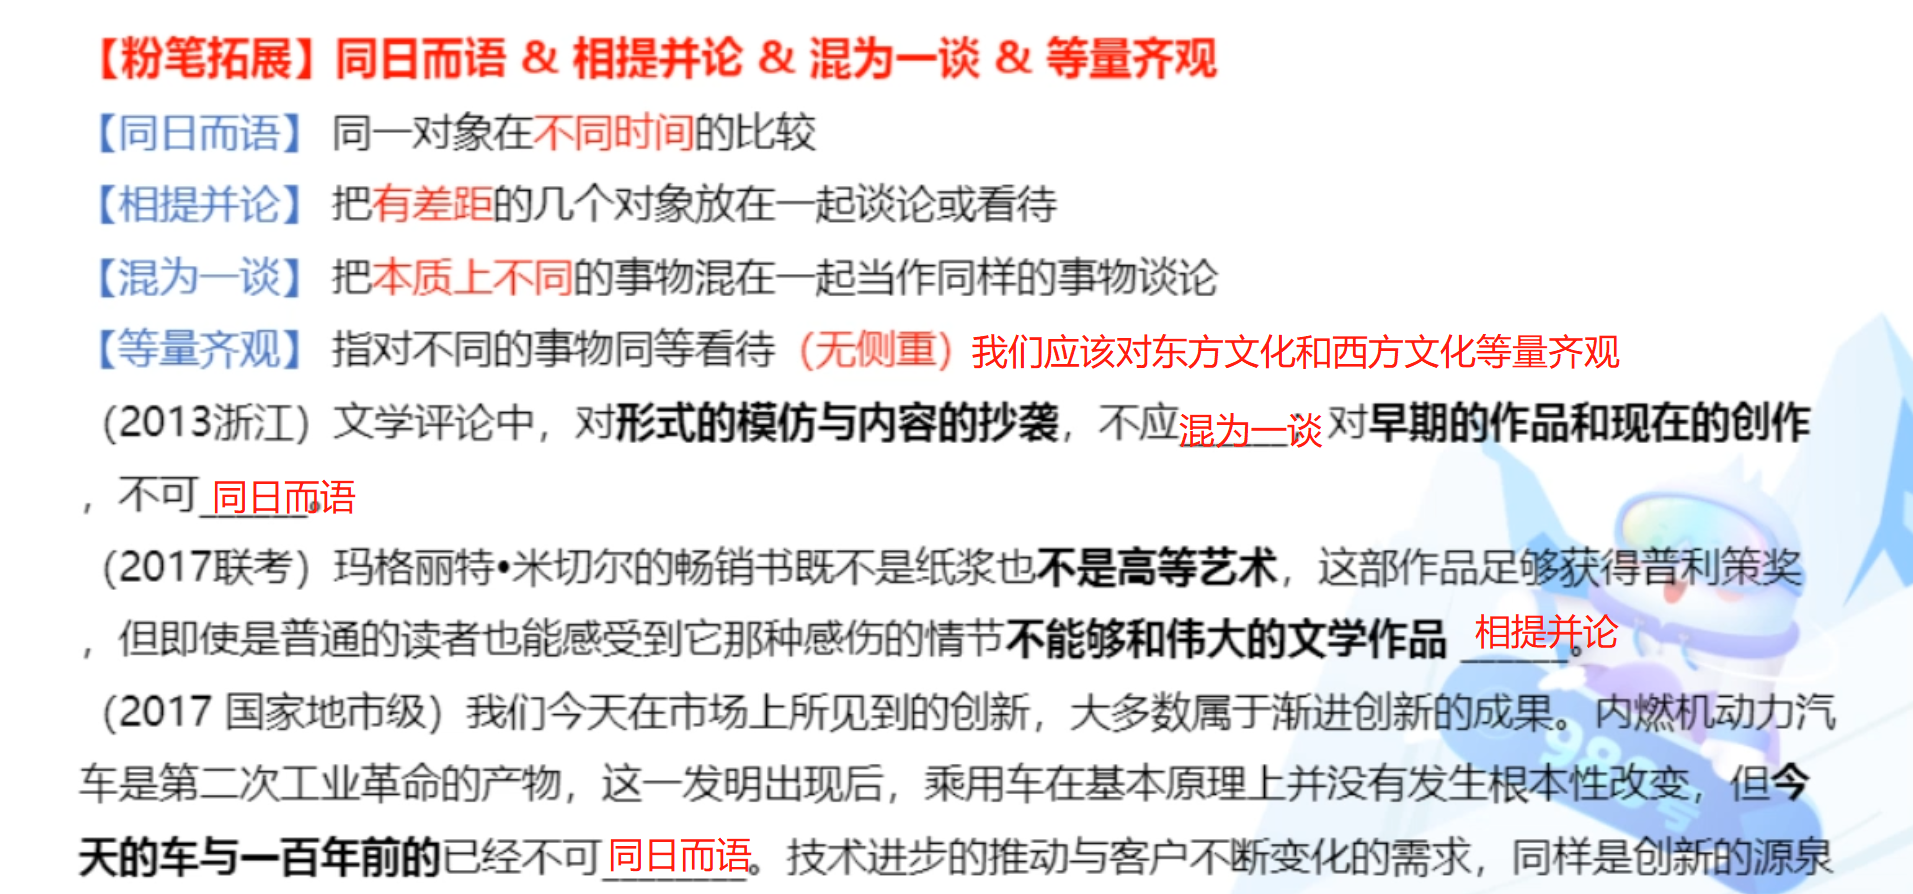 【粉笔拓展】同日而语 & 相提并论 & 混为一谈 & 等量齐观
【同日而语】 同一对象在不同时间的比较
【相提并论】 把有差距的几个对象放在一起谈论或看待
【混为一谈】 把本质上不同的事物混在一起当作同样的事物谈论
【等量齐观】 指对不同的事物同等看待（无侧重）我们应该对东方文化和西方文化等量齐观
（2013浙江）文学评论中，对形式的模仿与内容的抄袭，不应混为一谈；对早期的作品和现在的创作
，不可同日而语。
（2017联考）玛格丽特•米切尔的畅销书既不是纸浆也不是高等艺术，这部作品足够获得普利策奖
，但即使是普通的读者也能感受到它那种感伤的情节不能够和伟大的文学作品 相提并论。
（2017 国家地市级）我们今天在市场上所见到的创新，大多数属于渐进创新的成果。内燃机动力汽
车是第二次工业革命的产物，这一发明出现后，乘用车在基本原理上并没有发生根本性改变，但今
天的车与一百年前的已经不可同日而语。技术进步的推动与客户不断变化的需求，同样是创新的源泉
980号